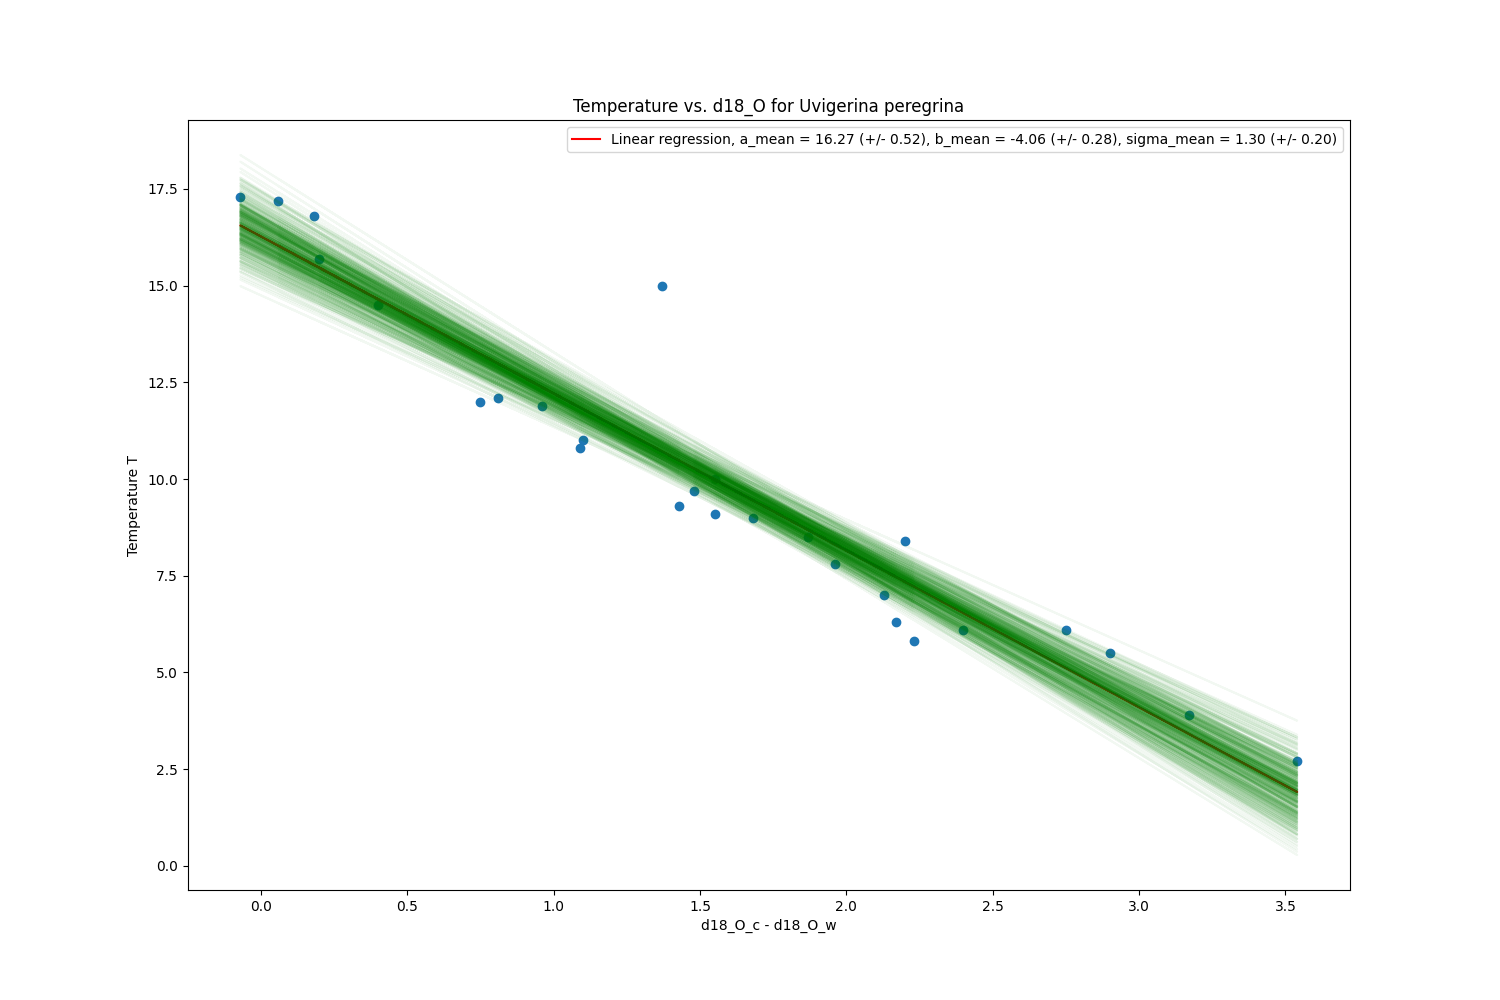 Temperature vs. d18_O for Uvigerina peregrina
Linear regression, a_mean = 16.27 (+/- 0.52), b_mean = -4.06 (+/- 0.28), sigma_mean = 1.30 (+/- 0.20)
17.5
15.0
12.5
10.0
7.5
5.0
2.5
0.0
Temperature T
0.0 0.5 1.0 1.5 2.0 2.5 3.0 3.5
d18_O_c - d18_O_w